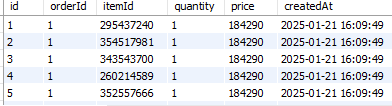 id orderId itemId quantity price createdAt
1 1 295437240 1 184290 2025-01-21 16:09:49
2 1 354517981 1 184290 2025-01-21 16:09:49
3 1 343543700 1 184290 2025-01-21 16:09:49
4 1 260214589 1 184290 2025-01-21 16:09:49
5 1 352557666 1 184290 2025-01-21 16:09:49